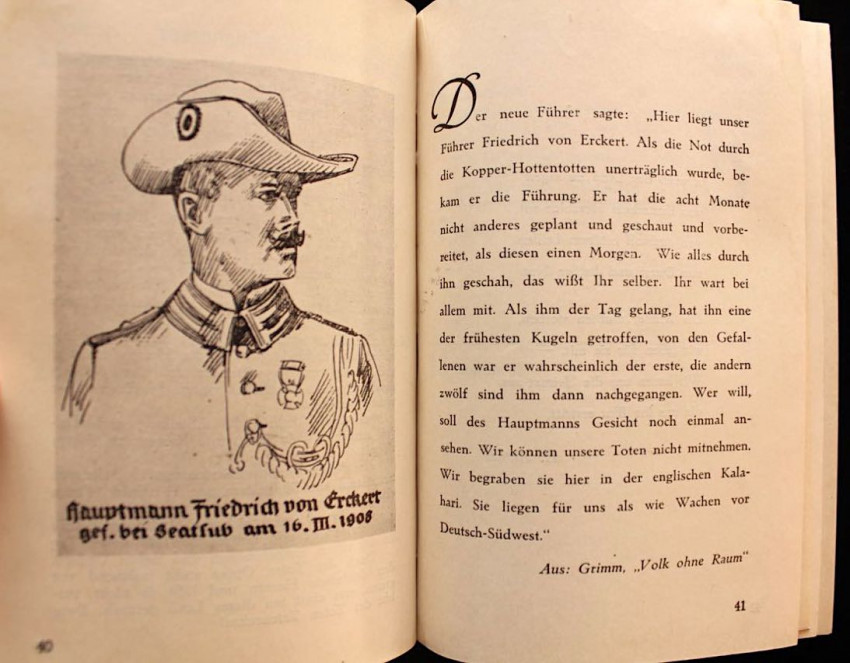 Hauptmann Friedrich von Erckert
gef. bei Seatsub am 16. III. 1908
40
Der neue Führer sagte: „Hier liegt unser
Führer Friedrich von Erckert. Als die Not durch
die Kopper-Hottentotten unerträglich wurde, be-
kam er die Führung. Er hat die acht Monate
nicht anderes geplant und geschaut und vorbe-
reitet, als diesen einen Morgen. Wie alles durch
ihn geschah, das wißt Ihr selber. Ihr wart bei
allem mit. Als ihm der Tag gelang, hat ihn eine
der frühesten Kugeln getroffen, von den Gefal-
lenen war er wahrscheinlich der erste, die andern
zwölf sind ihm dann nachgegangen. Wer will,
soll des Hauptmanns Gesicht noch einmal an-
sehen. Wir können unsere Toten nicht mitnehmen.
Wir begraben sie hier in der englischen Kala-
hari. Sie liegen für uns als wie Wachen vor
Deutsch-Südwest."
Aus: Grimm, „Volk ohne Raum"
41